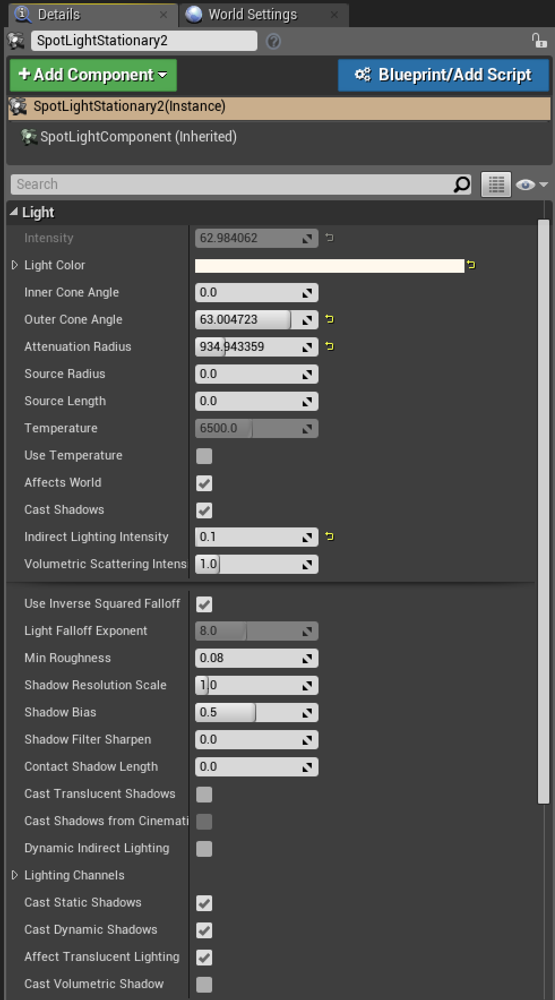 Details
World Settings
SpotLightStationary2
+ Add Component
Blueprint/Add Script
SpotLightStationary2(Instance)
SpotLightComponent (Inherited)
Search
Light
Intensity 62.984062
Light Color
Inner Cone Angle 0.0
Outer Cone Angle 63.004723
Attenuation Radius 934.943359
Source Radius 0.0
Source Length 0.0
Temperature 6500.0
Use Temperature
Affects World
Cast Shadows
Indirect Lighting Intensity 0.1
Volumetric Scattering Intens 1.0
Use Inverse Squared Falloff
Light Falloff Exponent 8.0
Min Roughness 0.08
Shadow Resolution Scale 1.0
Shadow Bias 0.5
Shadow Filter Sharpen 0.0
Contact Shadow Length 0.0
Cast Translucent Shadows
Cast Shadows from Cinemati
Dynamic Indirect Lighting
Lighting Channels
Cast Static Shadows
Cast Dynamic Shadows
Affect Translucent Lighting
Cast Volumetric Shadow